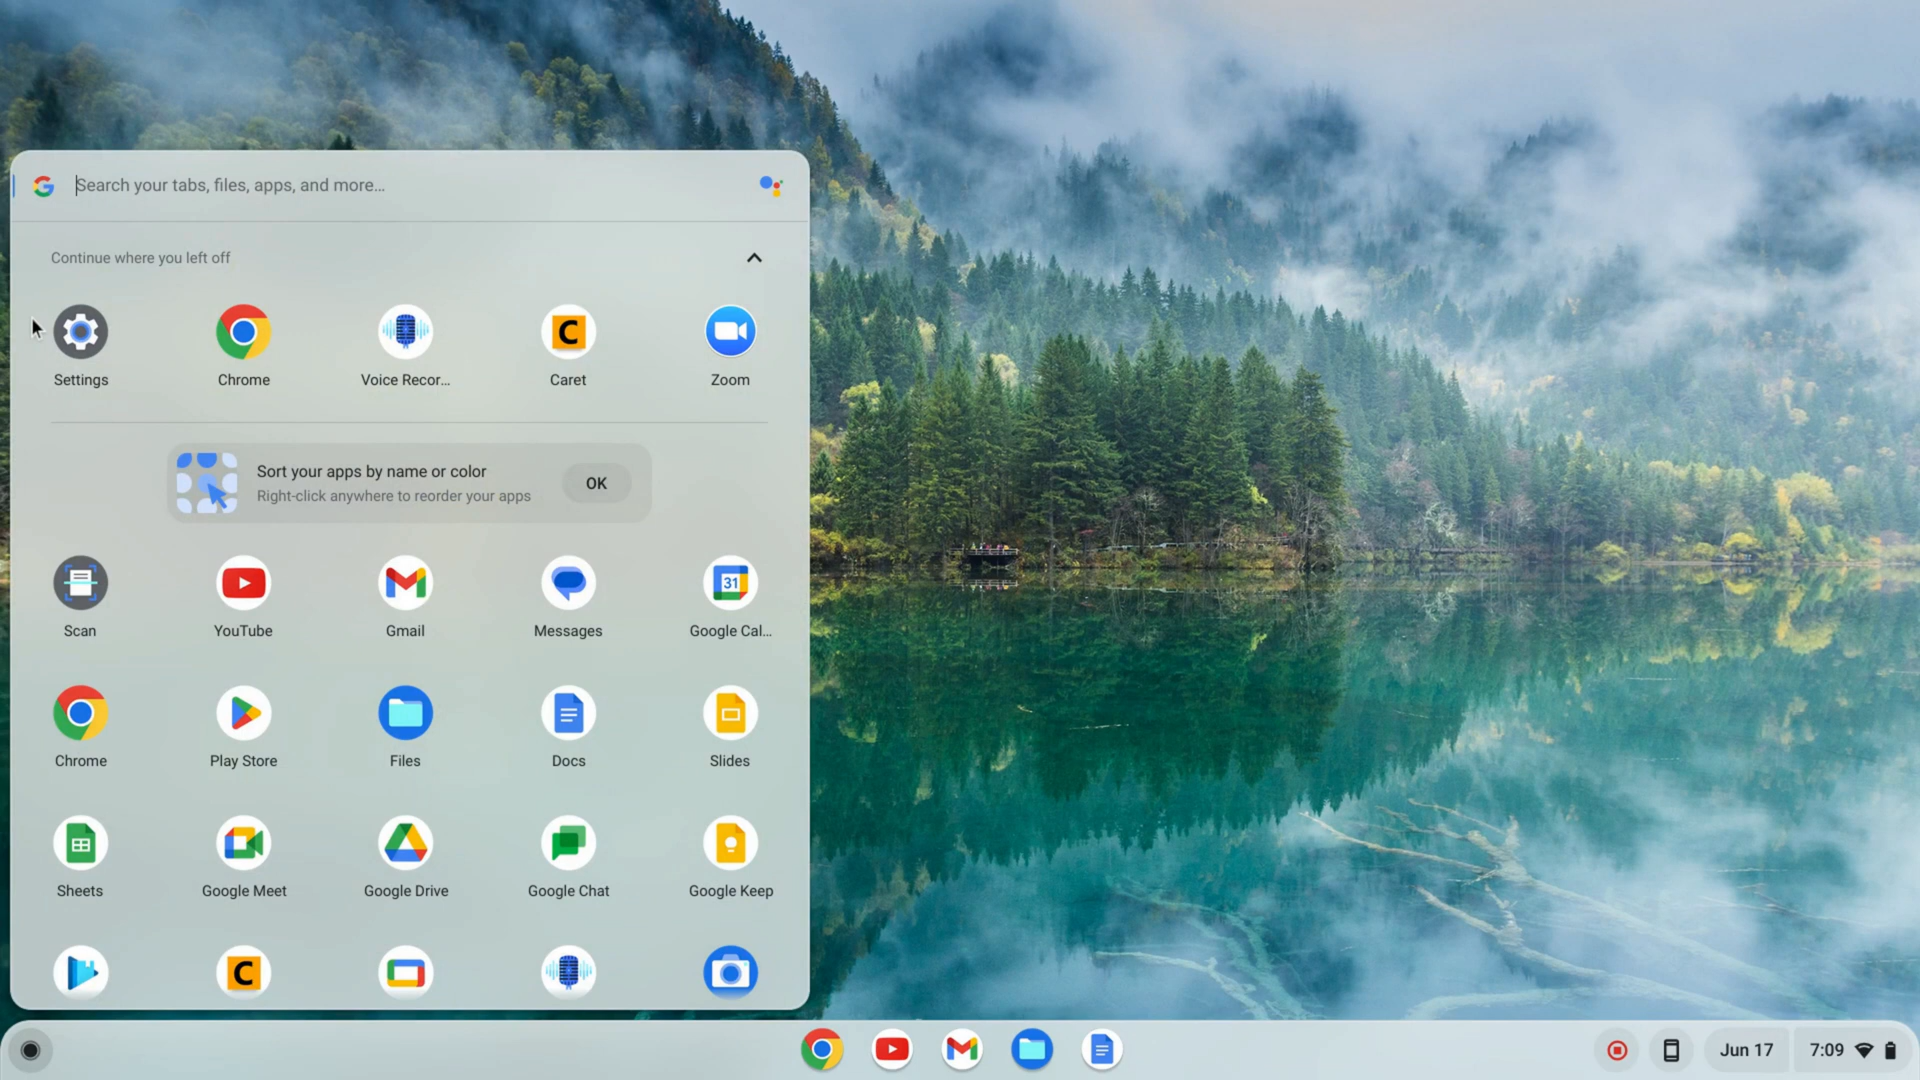 Search your tabs, files, apps, and more...
Continue where you left off
Settings
Chrome
Voice Recor...
C
Caret
Zoom
Sort your apps by name or color
Right-click anywhere to reorder your apps
OK
Scan
YouTube
Gmail
Messages
31
Google Cal...
Chrome
Play Store
Files
Docs
Slides
Sheets
Google Meet
Google Drive
Google Chat
Google Keep
C
Jun 17
7:09